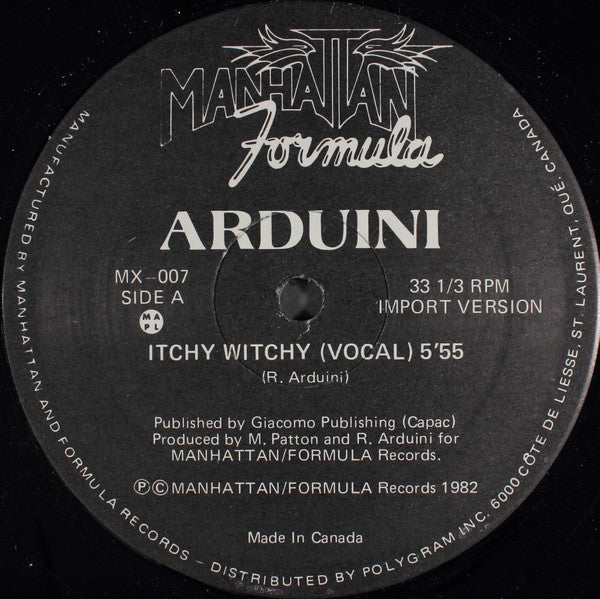 MANHATTAN
Formula
ARDUINI
MX-007
SIDE A
M A
P L
33 1/3 RPM
IMPORT VERSION
ITCHY WITCHY (VOCAL) 5'55
(R. Arduini)
Published by Giacomo Publishing (Capac)
Produced by M. Patton and R. Arduini for
MANHATTAN/FORMULA Records.
ⓅⒸ MANHATTAN/FORMULA Records 1982
Made In Canada
MANUFACTURED BY MANHATTAN AND FORMULA RECORDS – DISTRIBUTED BY POLYGRAM INC. 6000 CÔTE DE LIESSE, ST. LAURENT, QUÉ. CANADA